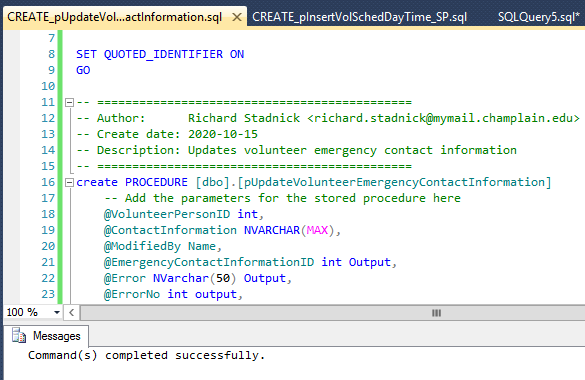 CREATE_pUpdateVol...actInformation.sql
CREATE_pInsertVolSchedDayTime_SP.sql
SQLQuery5.sql*
7
8 SET QUOTED_IDENTIFIER ON
9 GO
10
11 -- =============================================
12 -- Author: Richard Stadnick <richard.stadnick@mymail.champlain.edu>
13 -- Create date: 2020-10-15
14 -- Description: Updates volunteer emergency contact information
15 -- =============================================
16 create PROCEDURE [dbo].[pUpdateVolunteerEmergencyContactInformation]
17 -- Add the parameters for the stored procedure here
18 @VolunteerPersonID int,
19 @ContactInformation NVARCHAR(MAX),
20 @ModifiedBy Name,
21 @EmergencyContactInformationID int Output,
22 @Error NVarchar(50) Output,
23 @ErrorNo int output,
100 %
Messages
Command(s) completed successfully.